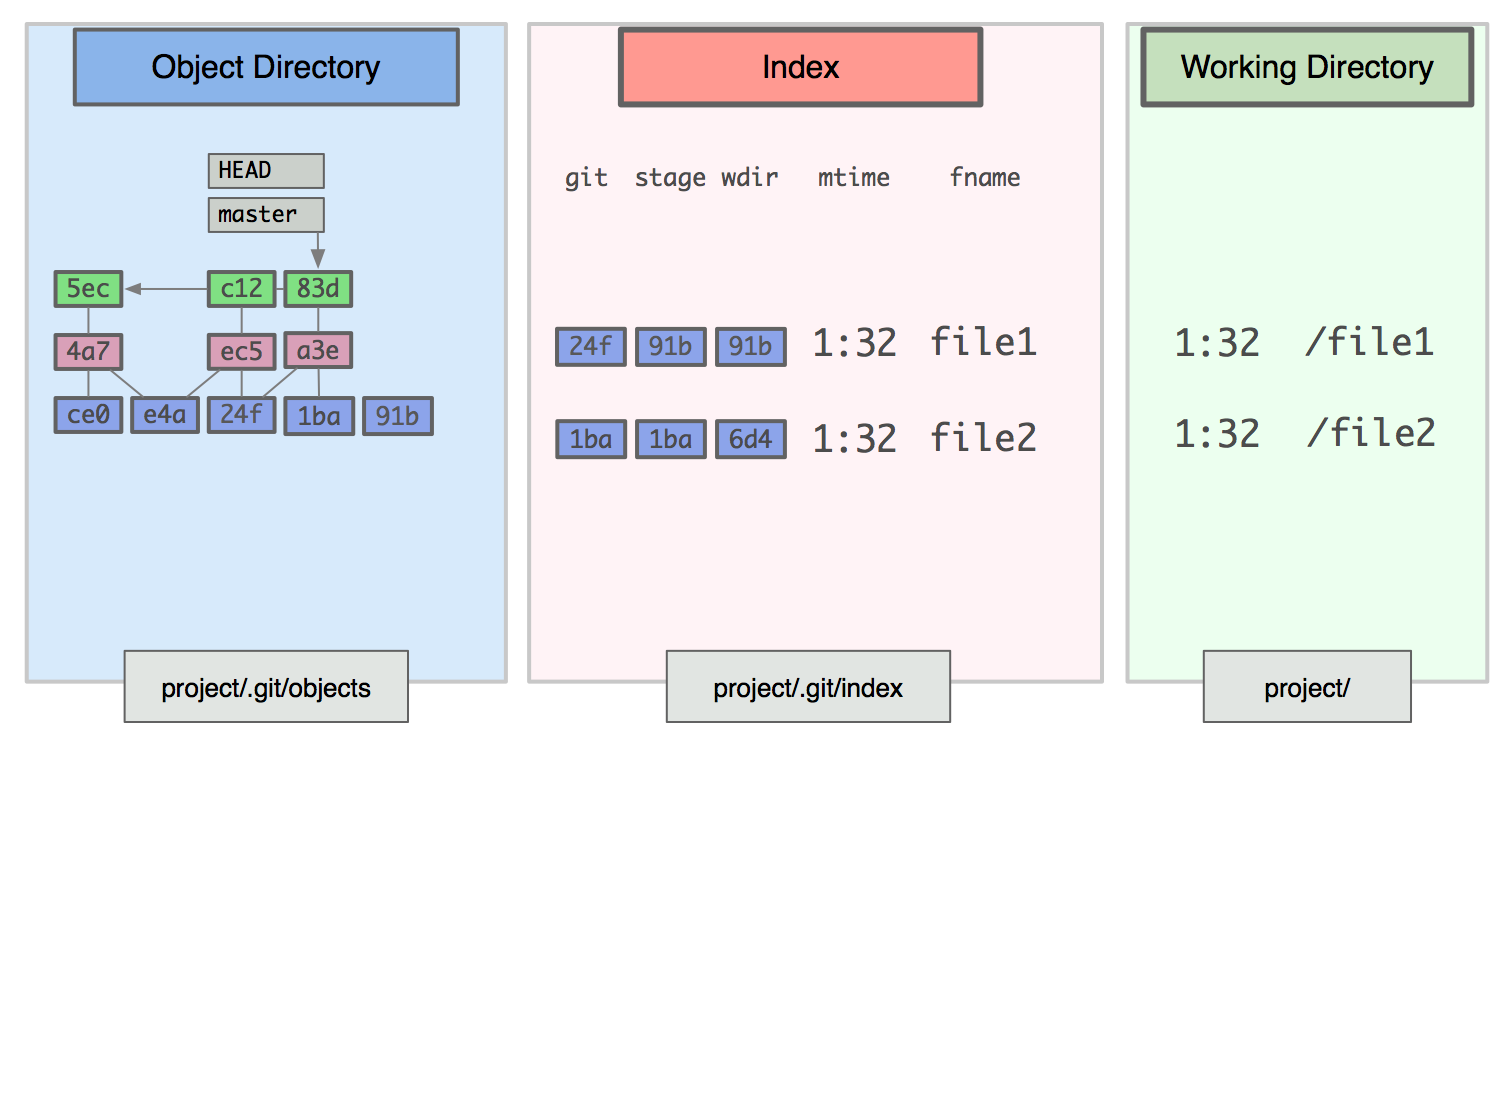 Object Directory
HEAD
master
5ec c12 83d
4a7 ec5 a3e
ce0 e4a 24f 1ba 91b
project/.git/objects
Index
git stage wdir mtime fname
24f 91b 91b 1:32 file1
1ba 1ba 6d4 1:32 file2
project/.git/index
Working Directory
1:32 /file1
1:32 /file2
project/